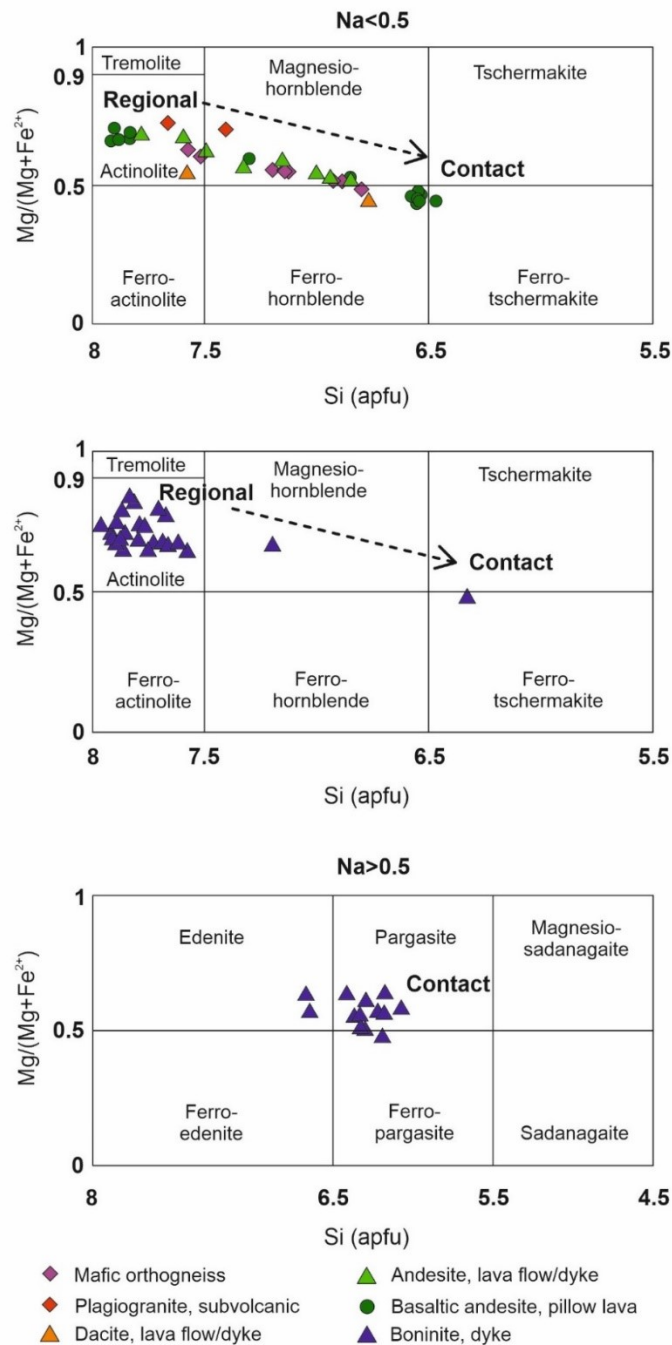 Na<0.5
1
0.9
0.5
0
Mg/(Mg+Fe²⁺)
Tremolite
Magnesio-
hornblende
Tschermakite
Regional
Contact
Actinolite
Ferro-
actinolite
Ferro-
hornblende
Ferro-
tschermakite
8
7.5
6.5
5.5
Si (apfu)
1
0.9
0.5
0
Mg/(Mg+Fe²⁺)
Tremolite
Magnesio-
hornblende
Tschermakite
Regional
Contact
Actinolite
Ferro-
actinolite
Ferro-
hornblende
Ferro-
tschermakite
8
7.5
6.5
5.5
Si (apfu)
Na>0.5
1
0.5
0
Mg/(Mg+Fe²⁺)
Edenite
Pargasite
Magnesio-
sadanagaite
Contact
Ferro-
edenite
Ferro-
pargasite
Sadanagaite
8
6.5
5.5
4.5
Si (apfu)
Mafic orthogneiss
Andesite, lava flow/dyke
Plagiogranite, subvolcanic
Basaltic andesite, pillow lava
Dacite, lava flow/dyke
Boninite, dyke